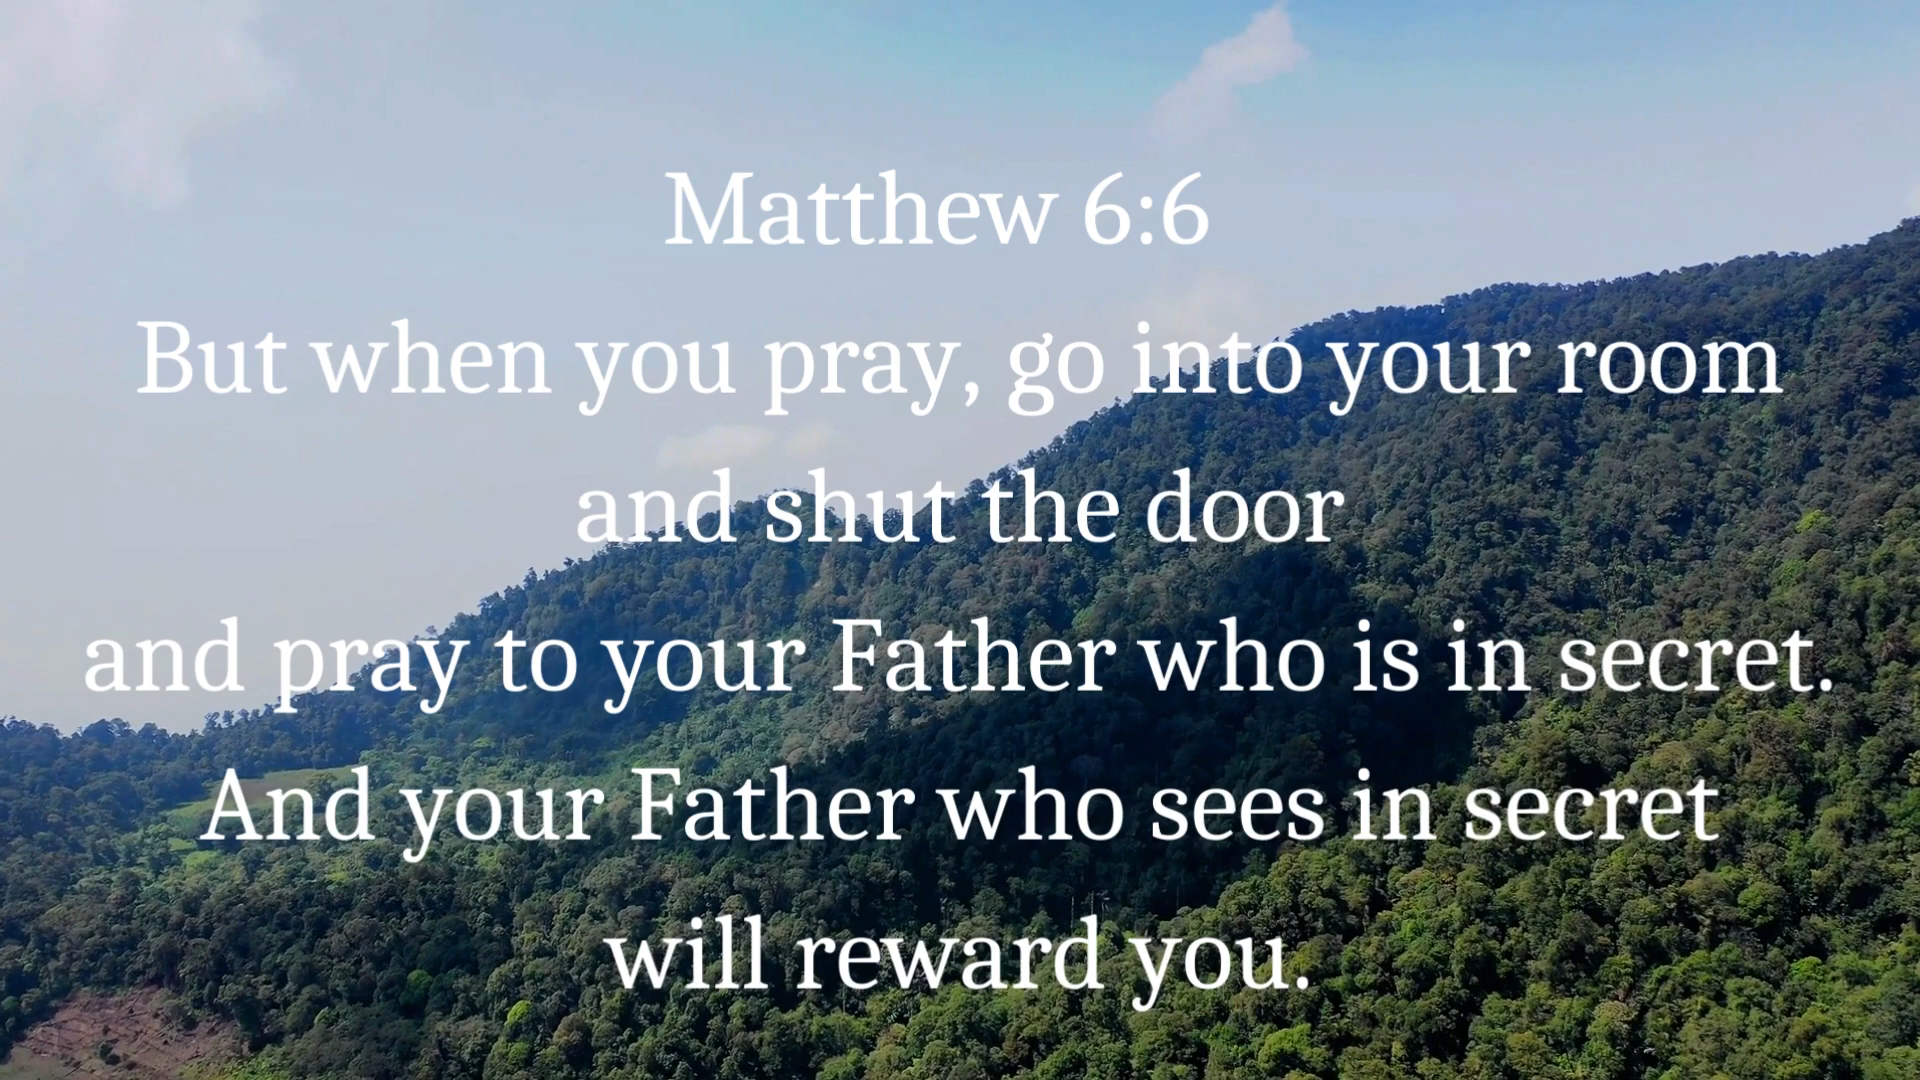 Matthew 6:6
But when you pray, go into your room
and shut the door
and pray to your Father who is in secret.
And your Father who sees in secret
will reward you.